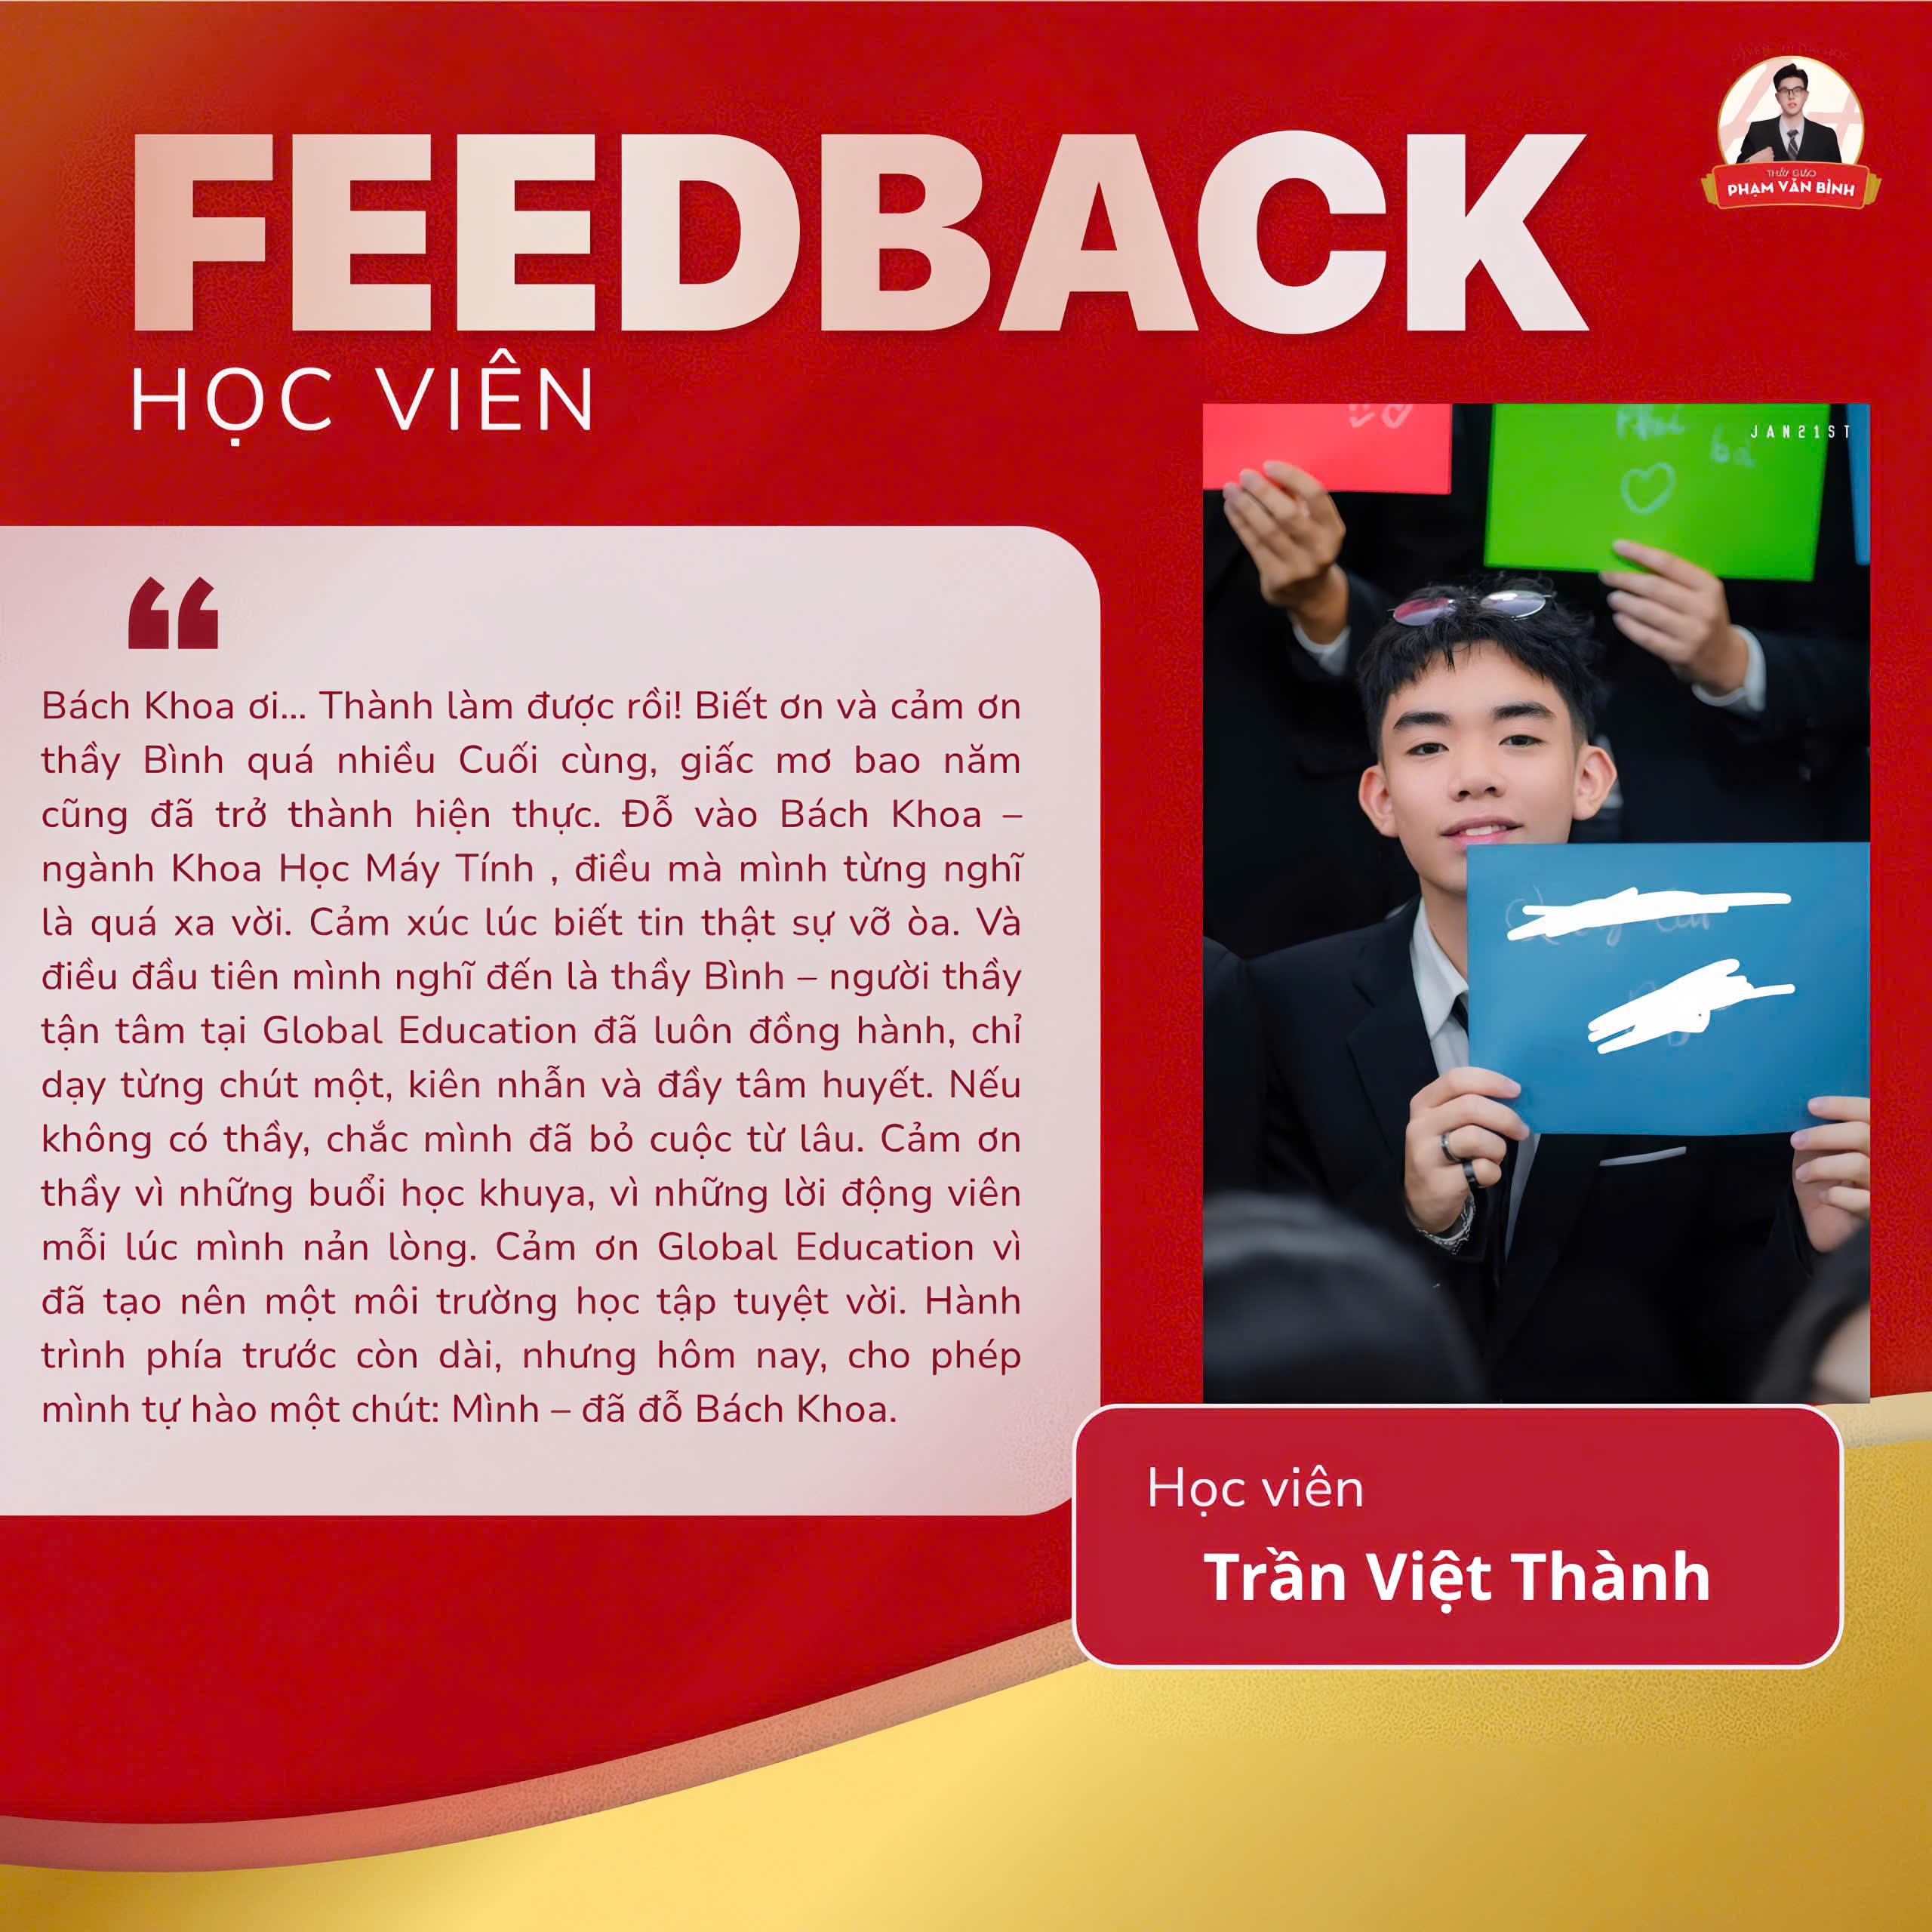 FEEDBACK
HỌC VIÊN
THẦY GIÁO
PHẠM VĂN BÌNH
JAN21ST
Bách Khoa ơi... Thành làm được rồi! Biết ơn và cảm ơn
thầy Bình quá nhiều Cuối cùng, giấc mơ bao năm
cũng đã trở thành hiện thực. Đỗ vào Bách Khoa –
ngành Khoa Học Máy Tính , điều mà mình từng nghĩ
là quá xa vời. Cảm xúc lúc biết tin thật sự vỡ òa. Và
điều đầu tiên mình nghĩ đến là thầy Bình – người thầy
tận tâm tại Global Education đã luôn đồng hành, chỉ
dạy từng chút một, kiên nhẫn và đầy tâm huyết. Nếu
không có thầy, chắc mình đã bỏ cuộc từ lâu. Cảm ơn
thầy vì những buổi học khuya, vì những lời động viên
mỗi lúc mình nản lòng. Cảm ơn Global Education vì
đã tạo nên một môi trường học tập tuyệt vời. Hành
trình phía trước còn dài, nhưng hôm nay, cho phép
mình tự hào một chút: Mình – đã đỗ Bách Khoa.
Học viên
Trần Việt Thành